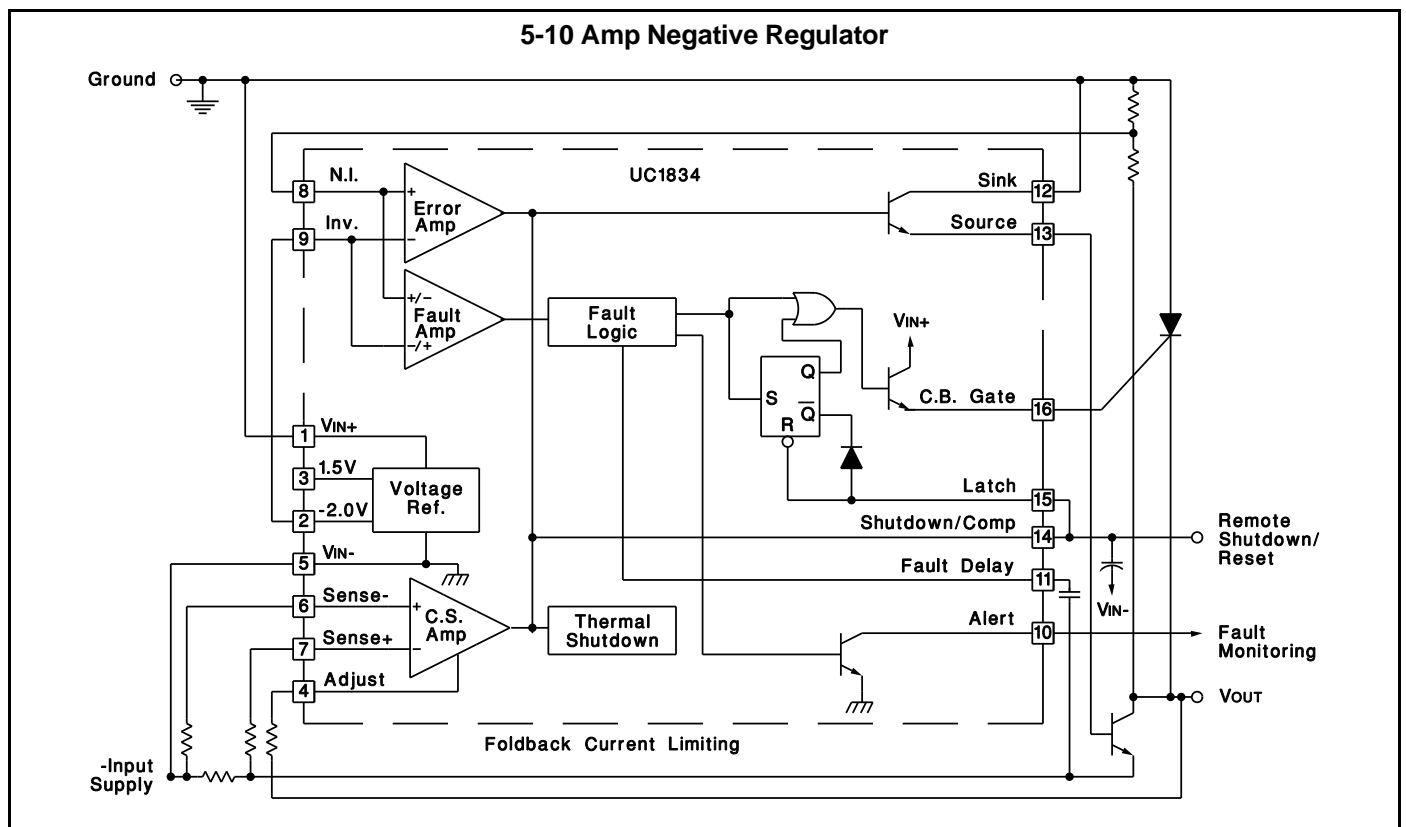 5-10 Amp Negative Regulator
Ground
UC1834
8
N.I.
+
Error
Amp
−
9
Inv.
Sink
12
Source
13
+/−
Fault
Amp
−/+
Fault
Logic
VIN+
S
Q
Q
R
C.B. Gate
16
1
VIN+
3
1.5V
2
-2.0V
Voltage
Ref.
5
VIN-
Latch
15
Shutdown/Comp
14
Remote
Shutdown/
Reset
Fault Delay
11
VIN-
6
Sense-
+
C.S.
Amp
−
7
Sense+
4
Adjust
Thermal
Shutdown
Alert
10
Fault
Monitoring
VOUT
Foldback Current Limiting
-Input
Supply